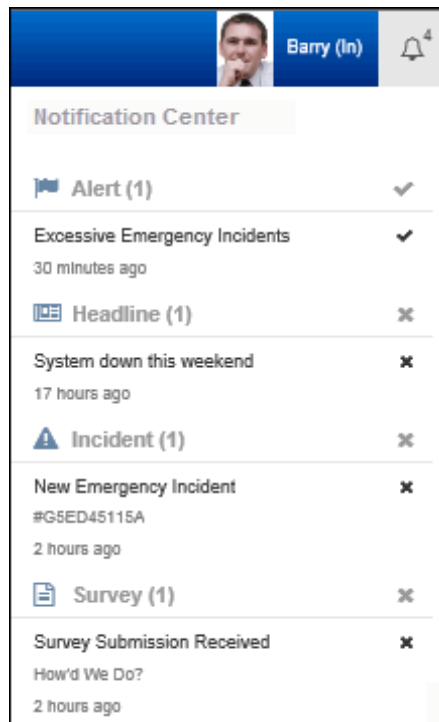 Barry (In)
4
Notification Center
Alert (1)
Excessive Emergency Incidents
30 minutes ago
Headline (1)
System down this weekend
17 hours ago
Incident (1)
New Emergency Incident
#G5ED45115A
2 hours ago
Survey (1)
Survey Submission Received
How'd We Do?
2 hours ago